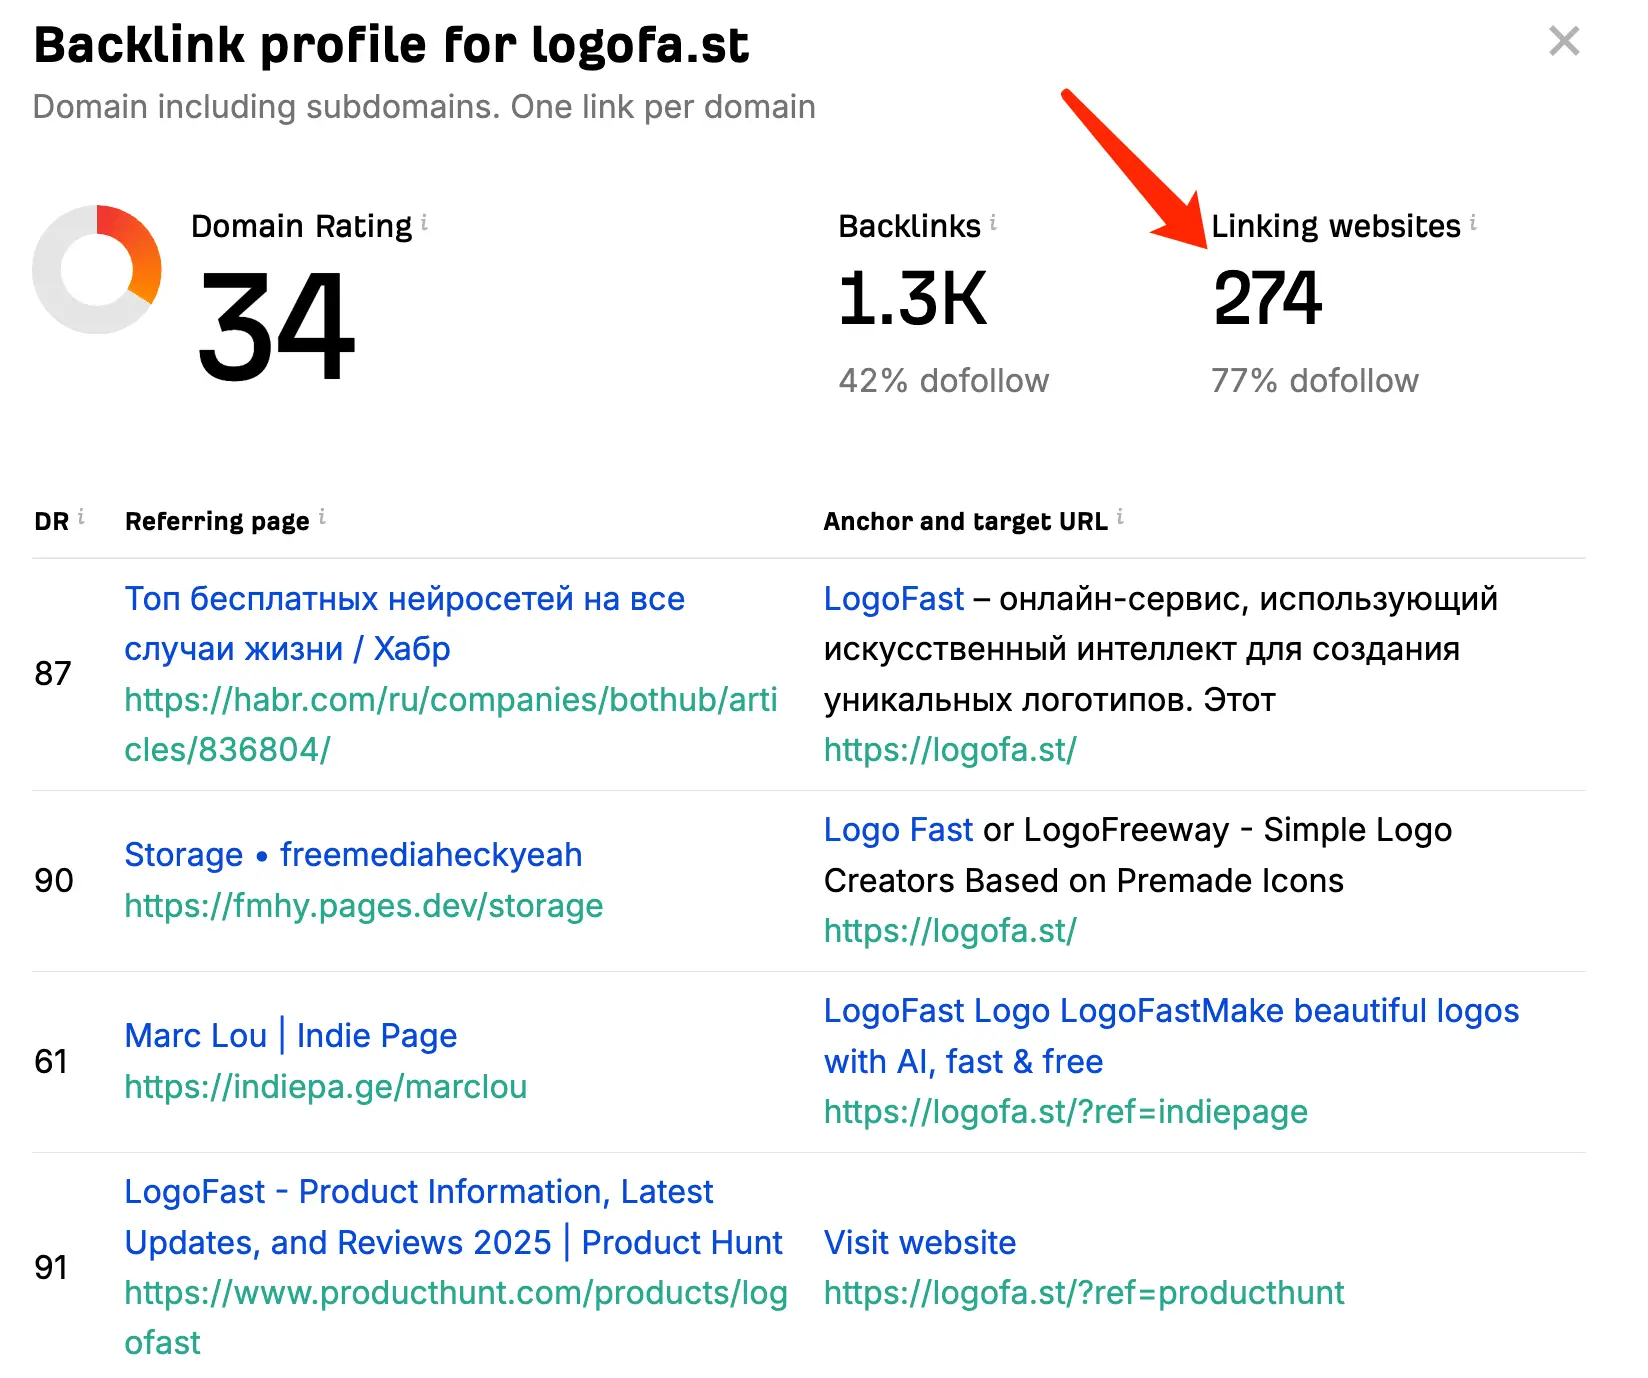 Backlink profile for logofa.st
Domain including subdomains. One link per domain
Domain Rating i
34
Backlinks i
1.3K
42% dofollow
Linking websites i
274
77% dofollow
DR i
Referring page i
Anchor and target URL i
87
Топ бесплатных нейросетей на все
случаи жизни / Хабр
https://habr.com/ru/companies/bothub/arti
cles/836804/
LogoFast – онлайн-сервис, использующий
искусственный интеллект для создания
уникальных логотипов. Этот
https://logofa.st/
90
Storage • freemediaheckyeah
https://fmhy.pages.dev/storage
Logo Fast or LogoFreeway - Simple Logo
Creators Based on Premade Icons
https://logofa.st/
61
Marc Lou | Indie Page
https://indiepa.ge/marclou
LogoFast Logo LogoFastMake beautiful logos
with AI, fast & free
https://logofa.st/?ref=indiepage
91
LogoFast - Product Information, Latest
Updates, and Reviews 2025 | Product Hunt
https://www.producthunt.com/products/log
ofast
Visit website
https://logofa.st/?ref=producthunt